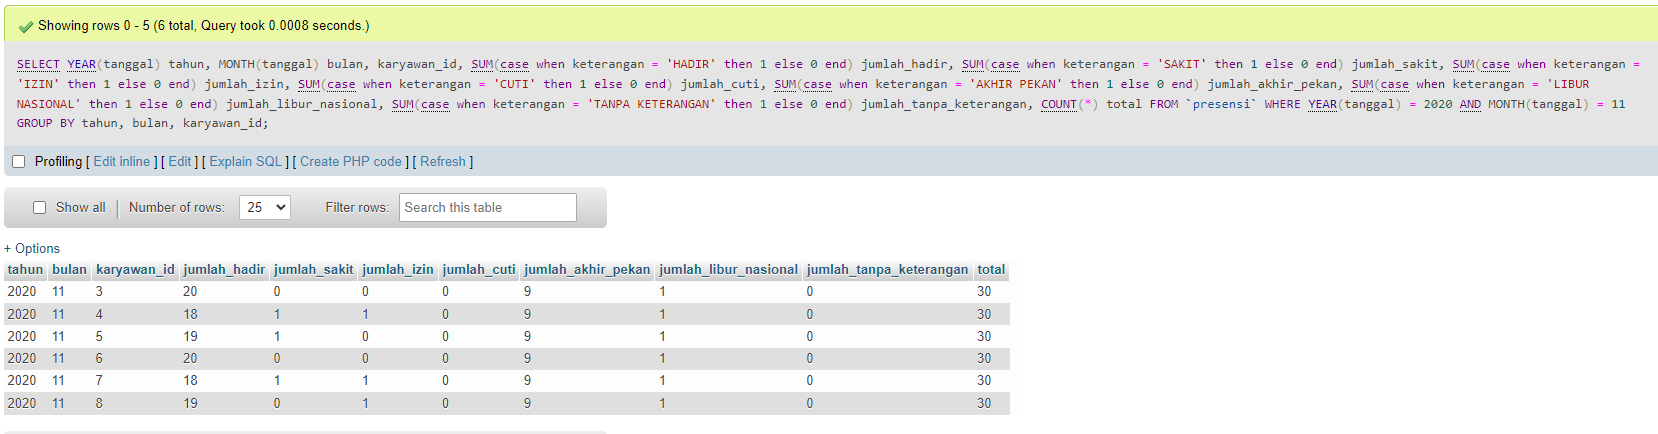 Showing rows 0 - 5 (6 total, Query took 0.0008 seconds.)
SELECT YEAR(tanggal) tahun, MONTH(tanggal) bulan, karyawan_id, SUM(case when keterangan = 'HADIR' then 1 else 0 end) jumlah_hadir, SUM(case when keterangan = 'SAKIT' then 1 else 0 end) jumlah_sakit, SUM(case when keterangan =
'IZIN' then 1 else 0 end) jumlah_izin, SUM(case when keterangan = 'CUTI' then 1 else 0 end) jumlah_cuti, SUM(case when keterangan = 'AKHIR PEKAN' then 1 else 0 end) jumlah_akhir_pekan, SUM(case when keterangan = 'LIBUR
NASIONAL' then 1 else 0 end) jumlah_libur_nasional, SUM(case when keterangan = 'TANPA KETERANGAN' then 1 else 0 end) jumlah_tanpa_keterangan, COUNT(*) total FROM `presensi` WHERE YEAR(tanggal) = 2020 AND MONTH(tanggal) = 11
GROUP BY tahun, bulan, karyawan_id;
Profiling [ Edit inline ] [ Edit ] [ Explain SQL ] [ Create PHP code ] [ Refresh ]
Show all | Number of rows: 25 Filter rows: Search this table
+ Options
tahun bulan karyawan_id jumlah_hadir jumlah_sakit jumlah_izin jumlah_cuti jumlah_akhir_pekan jumlah_libur_nasional jumlah_tanpa_keterangan total
2020 11 3 20 0 0 0 9 1 0 30
2020 11 4 18 1 1 0 9 1 0 30
2020 11 5 19 1 0 0 9 1 0 30
2020 11 6 20 0 0 0 9 1 0 30
2020 11 7 18 1 1 0 9 1 0 30
2020 11 8 19 0 1 0 9 1 0 30